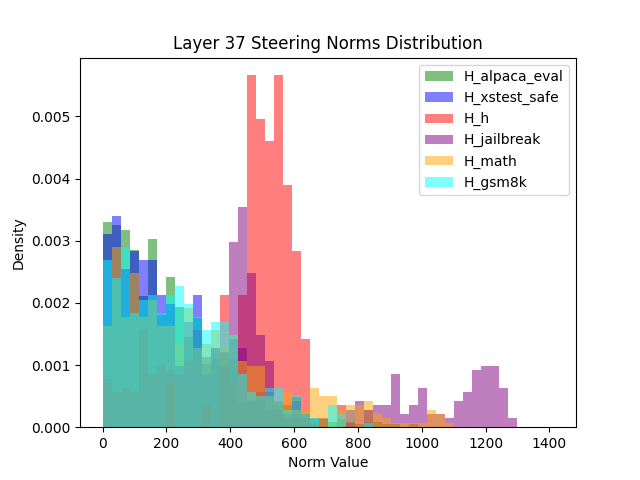 Layer 37 Steering Norms Distribution
H_alpaca_eval
H_xstest_safe
H_h
H_jailbreak
H_math
H_gsm8k
0.005
0.004
0.003
0.002
0.001
0.000
Density
0 200 400 600 800 1000 1200 1400
Norm Value